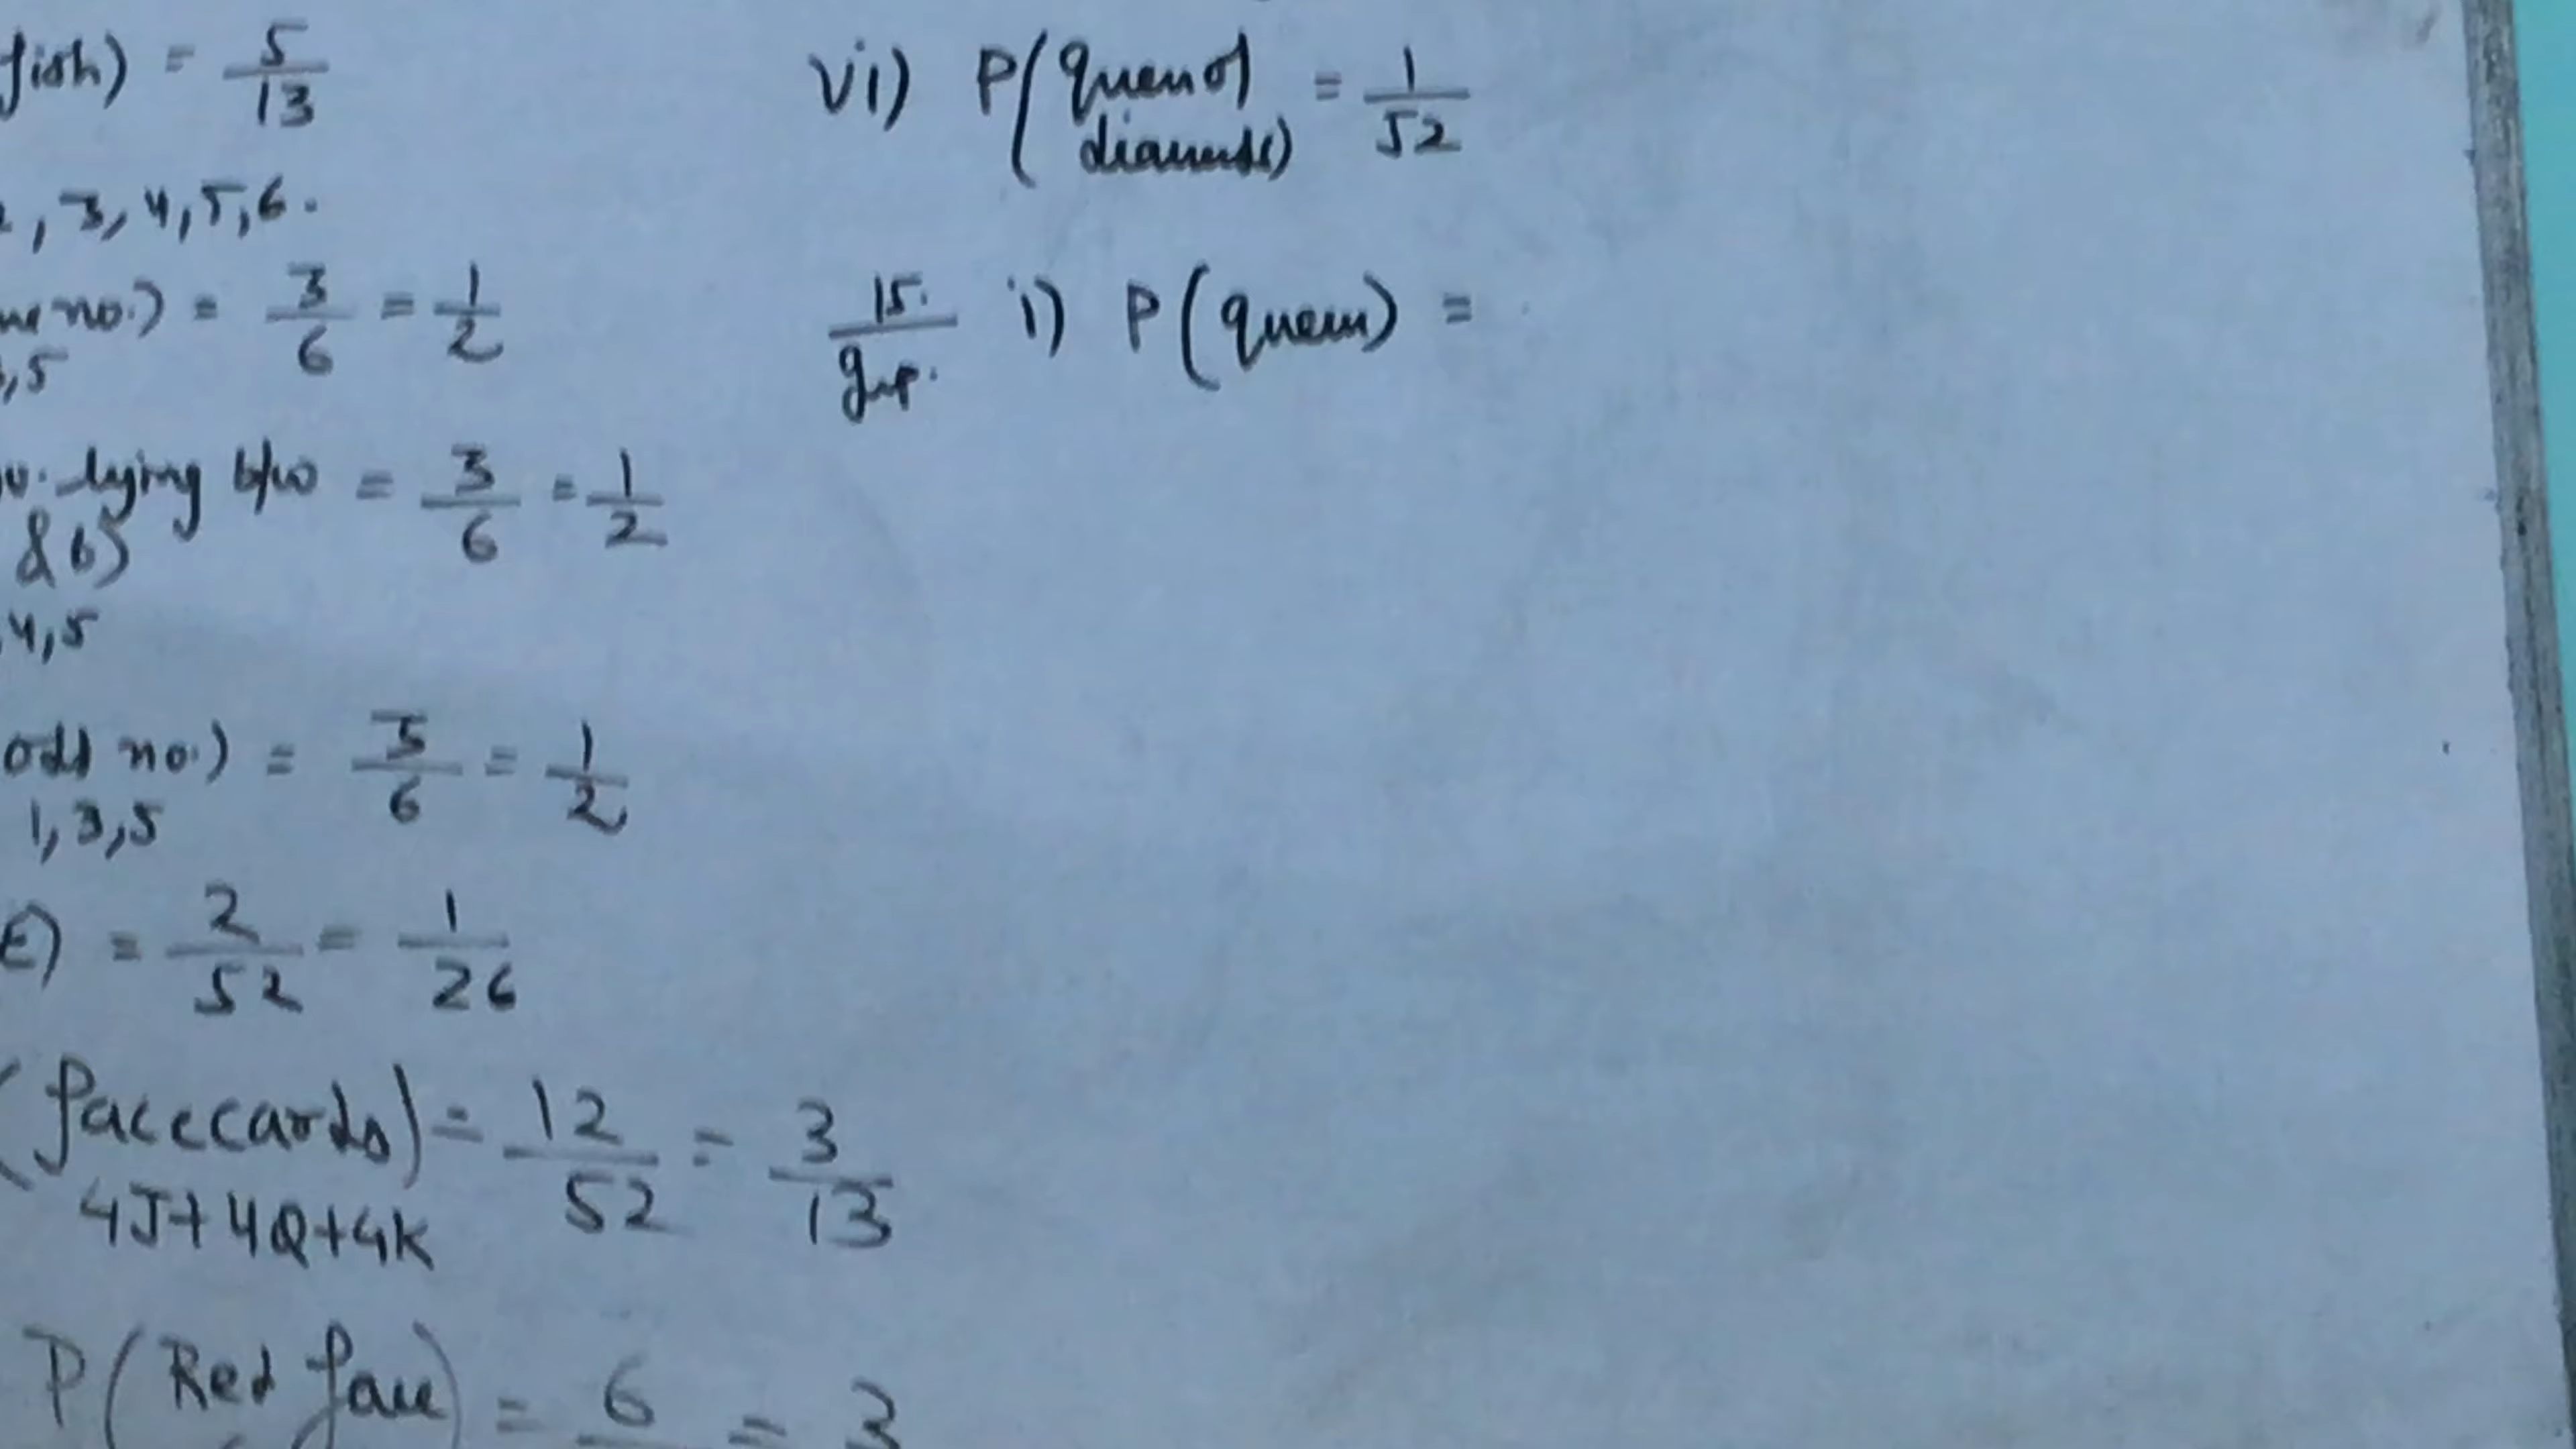 fish) = 5/13
, 3, 4, 5, 6.
no.) = 3/6 = 1/2
, 5
lying b/w = 3/6 = 1/2
& 6)
4, 5
odd no.) = 3/6 = 1/2
1, 3, 5
E) = 2/52 = 1/26
(facecards) = 12/52 = 3/13
4J+4Q+4K
P(Red face) = 6 = 3
vi) P(queen of diamonds) = 1/52
15. i) P(queen) =